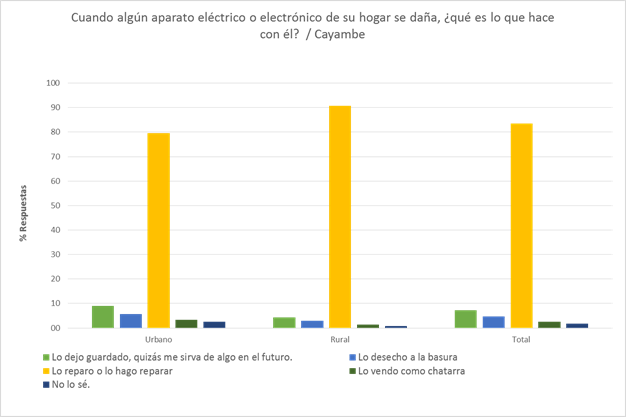 Cuando algún aparato eléctrico o electrónico de su hogar se daña, ¿qué es lo que hace
con él? / Cayambe
% Respuestas
100
90
80
70
60
50
40
30
20
10
00
Urbano
Rural
Total
Lo dejo guardado, quizás me sirva de algo en el futuro.
Lo desecho a la basura
Lo reparo o lo hago reparar
Lo vendo como chatarra
No lo sé.